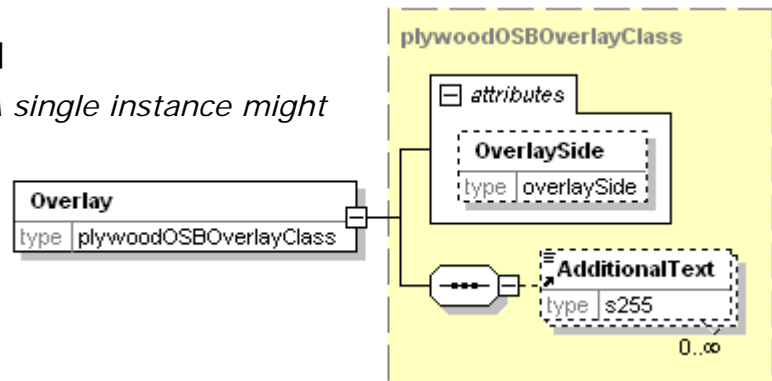 plywoodOSBOverlayClass
attributes
single instance might
OverlaySide
type overlaySide
Overlay
type plywoodOSBOverlayClass
AdditionalText
type s255
0..∞